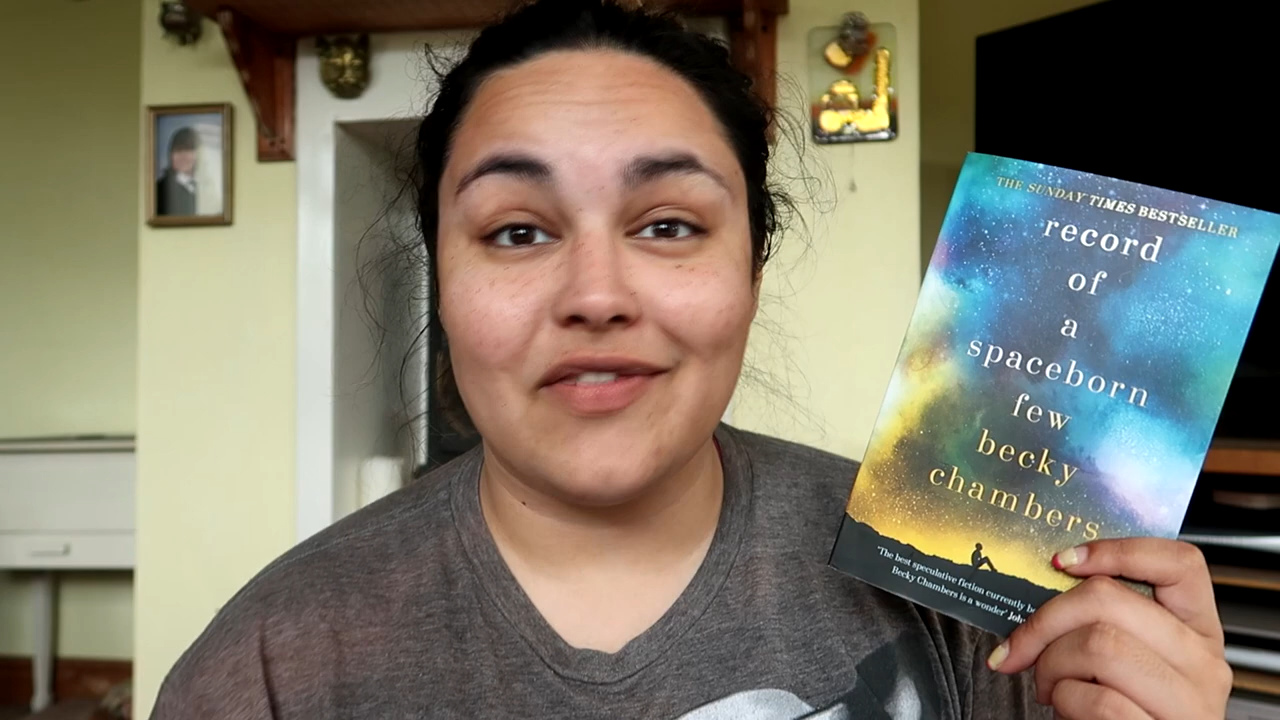 THE SUNDAY TIMES BESTSELLER
record
of
a
spaceborn
few
becky
chambers
'The best speculative fiction currently
Becky Chambers is a wonder'